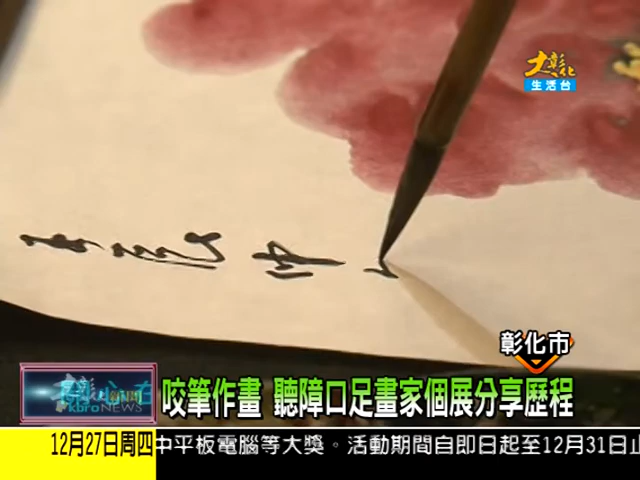 大彰化
生活台
彰化市
咬筆作畫 聽障口足畫家個展分享歷程
kbro NEWS
12月27日周四
中平板電腦等大獎。活動期間自即日起至12月31日止